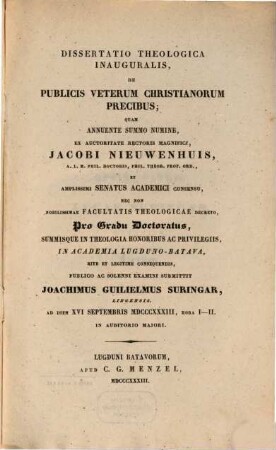 DISSERTATIO THEOLOGICA
INAUGURALIS,
DE
PUBLICIS VETERUM CHRISTIANORUM
PRECIBUS;
QUAM
ANNUENTE SUMMO NUMINE,
EX AUCTORITATE RECTORIS MAGNIFICI,
JACOBI NIEUWENHUIS,
A. L. M. PHIL. DOCTORIS, PHIL. THEOR. PROF. ORD.,
ET
AMPLISSIMI SENATUS ACADEMICI CONSENSU,
NEC NON
NOBILISSIMAE FACULTATIS THEOLOGICAE DECRETO,
Pro Gradu Doctoratus,
SUMMISQUE IN THEOLOGIA HONORIBUS AC PRIVILEGIIS,
IN ACADEMIA LUGDUNO-BATAVA,
RITE ET LEGITIME CONSEQUENDIS,
PUBLICO AC SOLENNI EXAMINI SUBMITTIT
JOACHIMUS GUILIELMUS SURINGAR,
LINGENSIS.
AD DIEM XVI SEPTEMBRIS MDCCCXXXIII, HORA I—II.
IN AUDITORIO MAJORI.
LUGDUNI BATAVORUM,
APUD C. G. MENZEL,
MDCCCXXXIII.